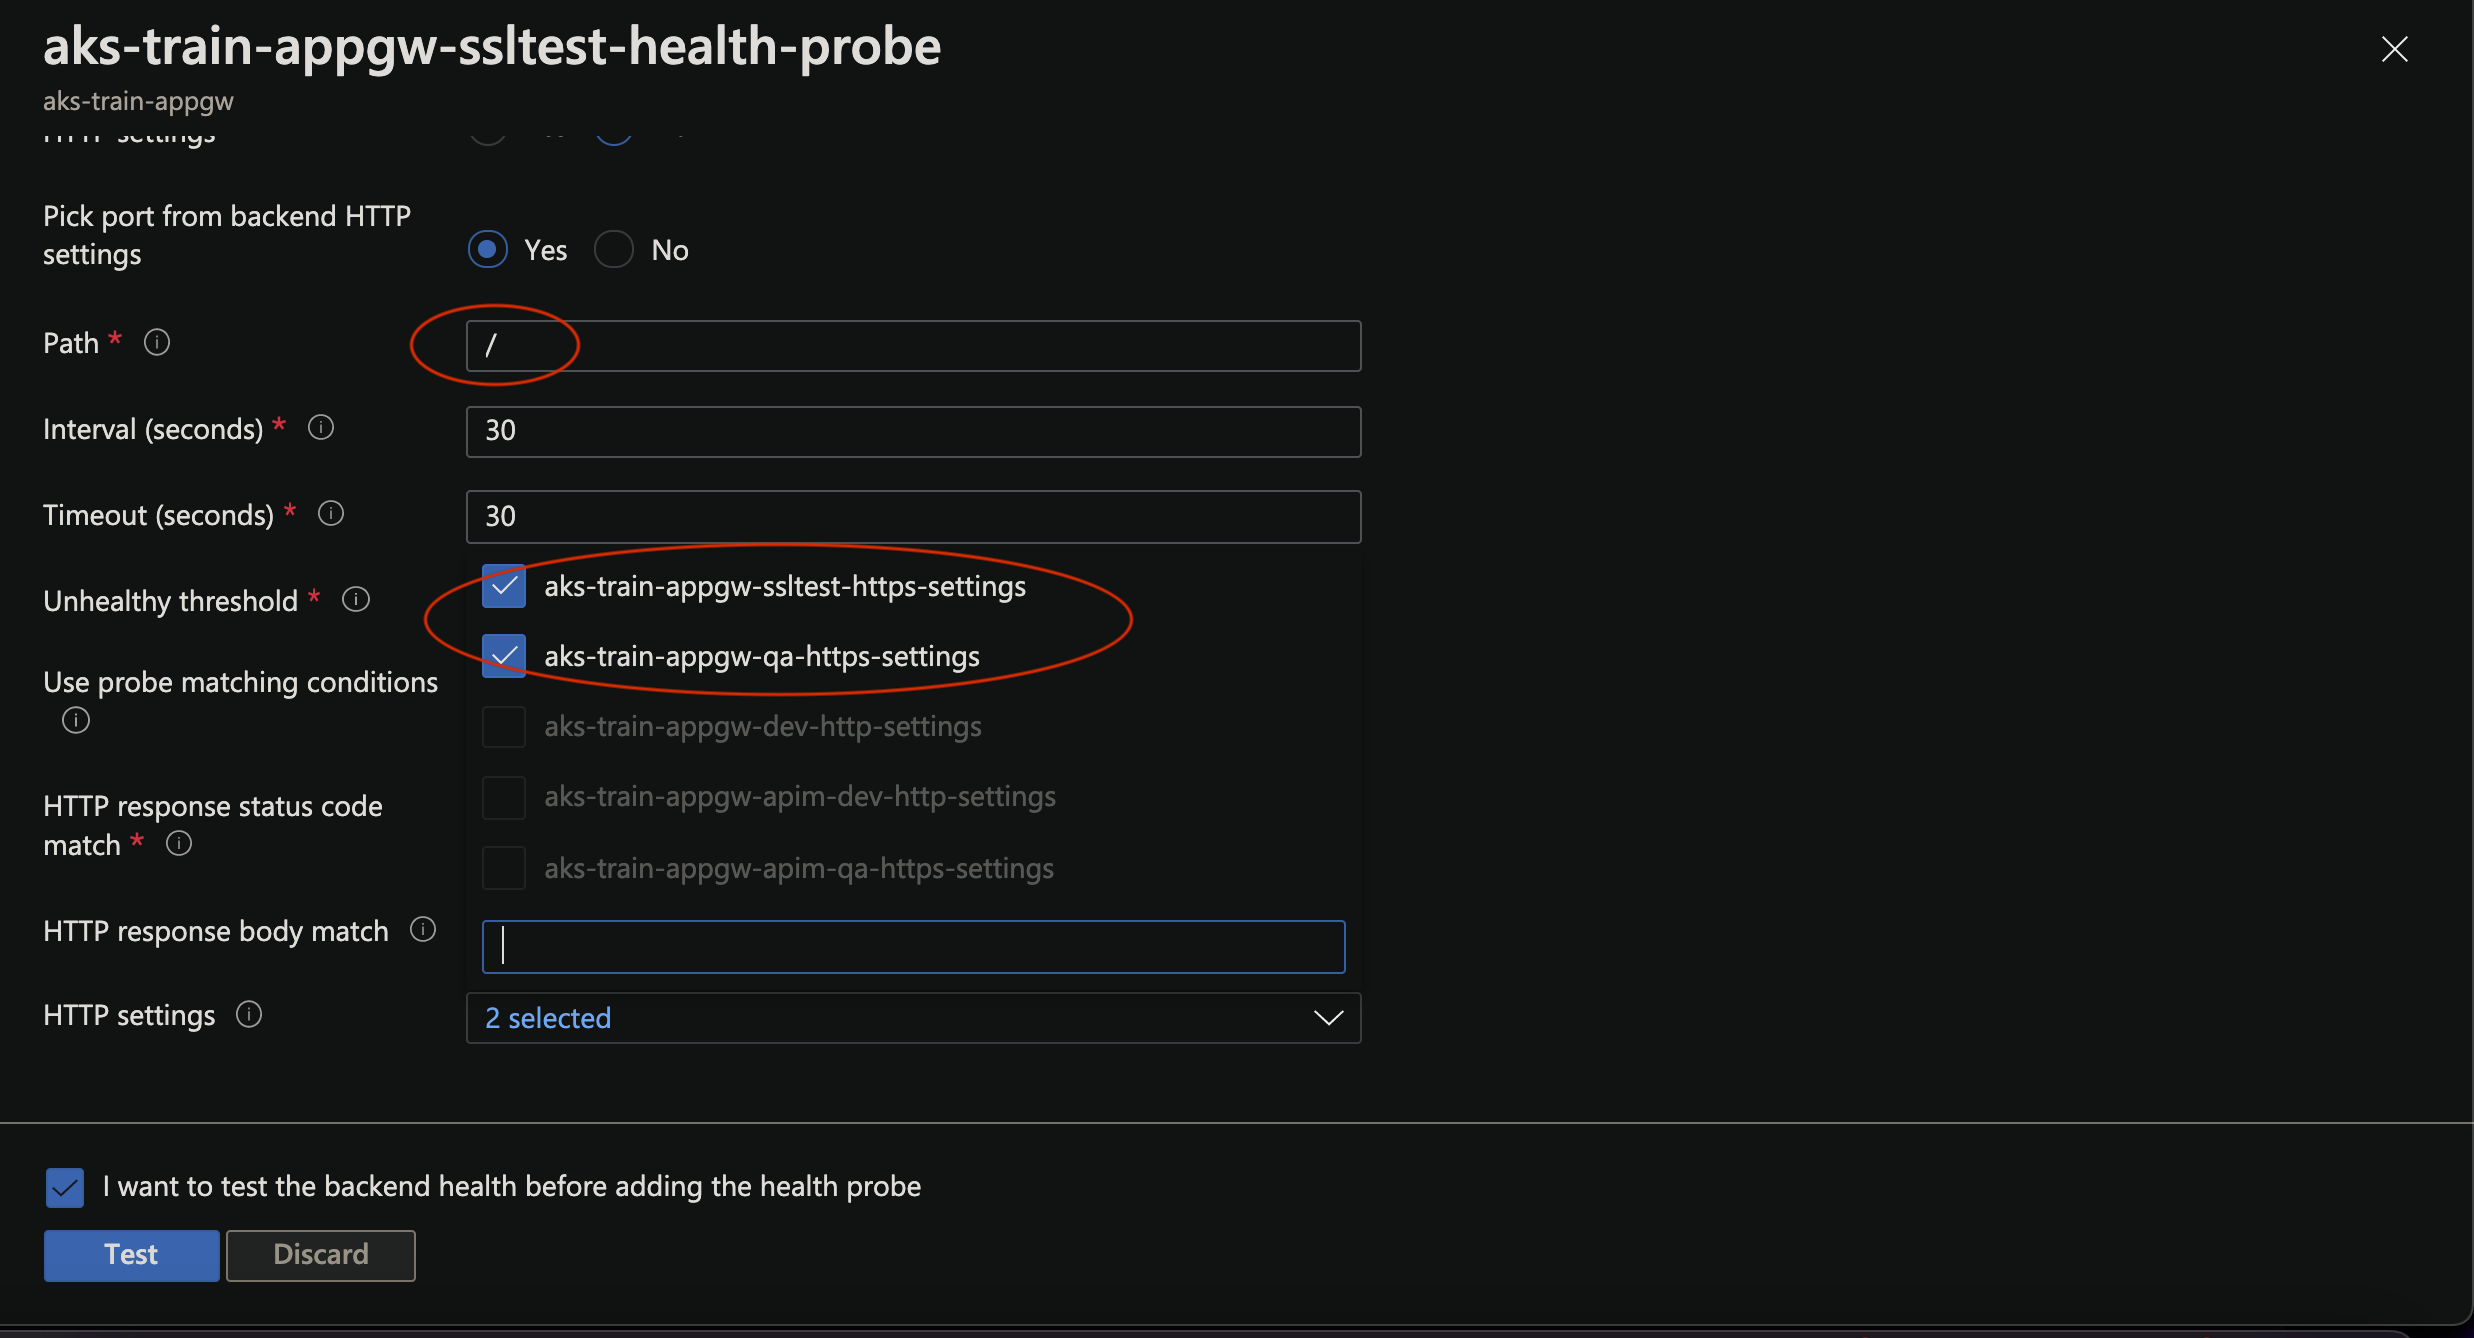 aks-train-appgw-ssltest-health-probe
aks-train-appgw
HTTP settings
Pick port from backend HTTP
settings
Yes No
Path *
/
Interval (seconds) *
30
Timeout (seconds) *
30
aks-train-appgw-ssltest-https-settings
Unhealthy threshold *
aks-train-appgw-qa-https-settings
Use probe matching conditions
aks-train-appgw-dev-http-settings
aks-train-appgw-apim-dev-http-settings
HTTP response status code
match *
aks-train-appgw-apim-qa-https-settings
HTTP response body match
HTTP settings
2 selected
I want to test the backend health before adding the health probe
Test Discard